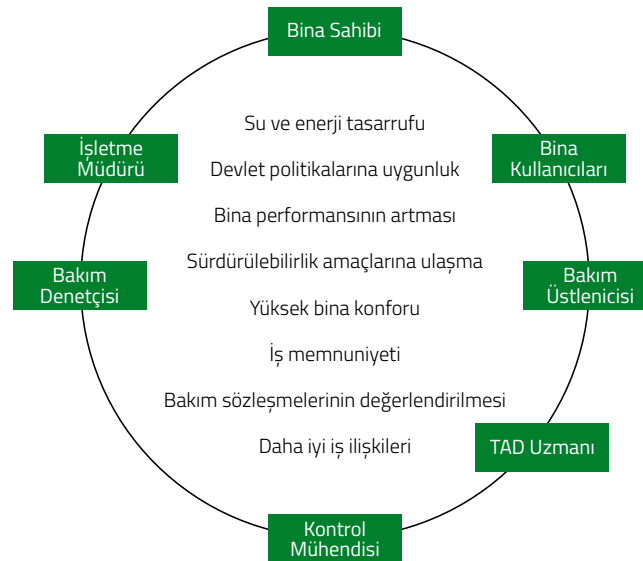 Bina Sahibi
İşletme
Müdürü
Bina
Kullanıcıları
Bakım
Denetçisi
Bakım
Üstlenicisi
TAD Uzmanı
Kontrol
Mühendisi
Su ve enerji tasarrufu
Devlet politikalarına uygunluk
Bina performansının artması
Sürdürülebilirlik amaçlarına ulaşma
Yüksek bina konforu
İş memnuniyeti
Bakım sözleşmelerinin değerlendirilmesi
Daha iyi iş ilişkileri